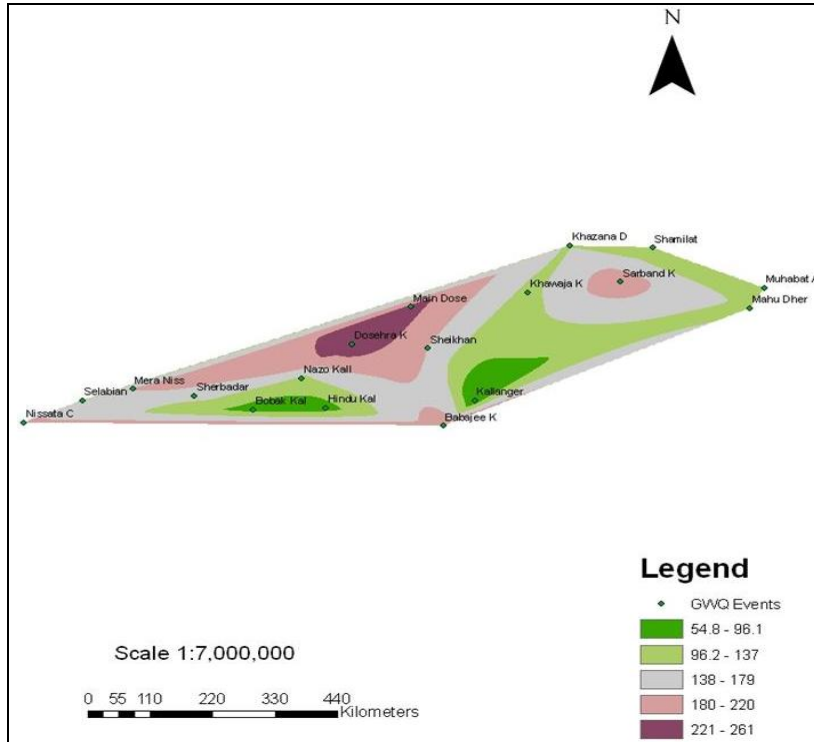 N
Khazana D
Shamilat
Sarband K
Muhabat A
Khawaja K
Mahu Dher
Main Dose
Dosehra K
Sheikhan
Nazo Kall
Mera Niss
Sherbadar
Selabian
Kallanger
Bobak Kal
Hindu Kal
Nissata C
Babajee K
Legend
GWQ Events
54.8 - 96.1
96.2 - 137
138 - 179
180 - 220
221 - 261
Scale 1:7,000,000
0 55 110 220 330 440
Kilometers